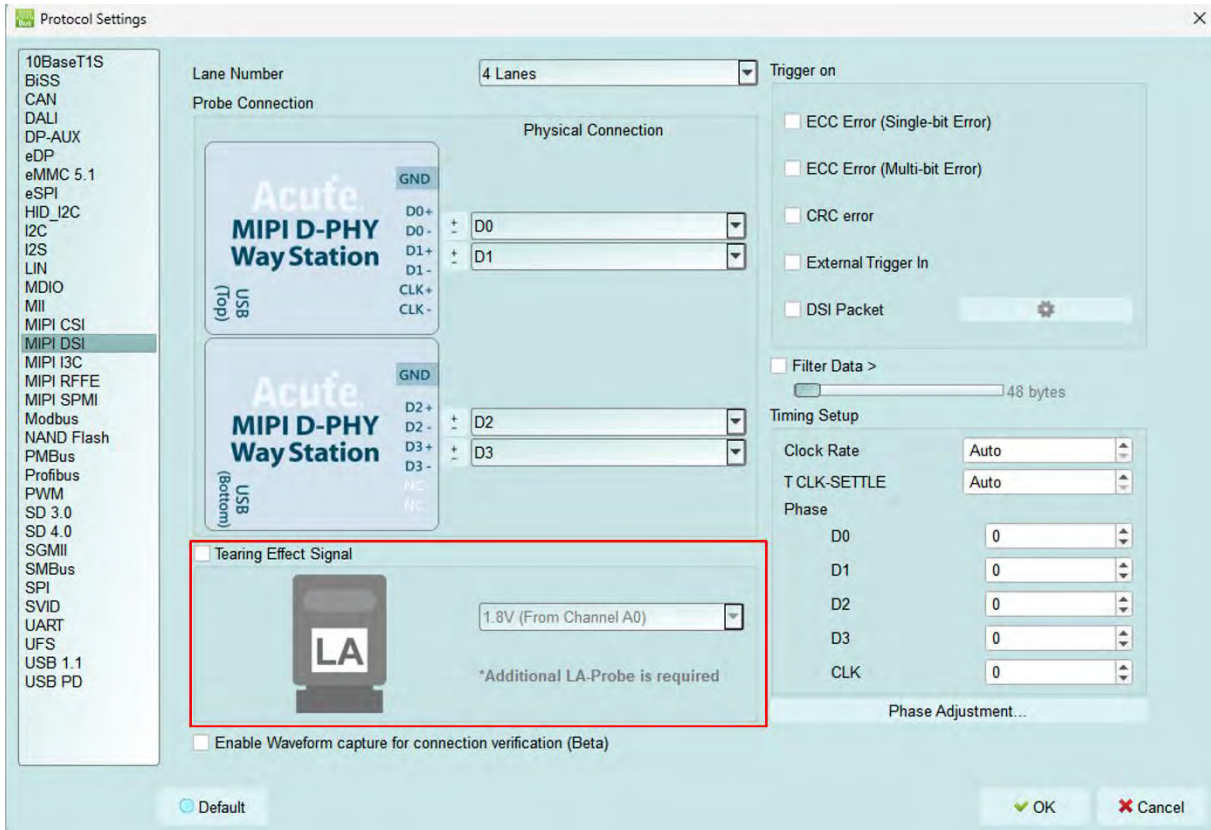 Protocol Settings
10BaseT1S
BiSS
CAN
DALI
DP-AUX
eDP
eMMC 5.1
eSPI
HID_I2C
I2C
I2S
LIN
MDIO
MII
MIPI CSI
MIPI DSI
MIPI I3C
MIPI RFFE
MIPI SPMI
Modbus
NAND Flash
PMBus
Profibus
PWM
SD 3.0
SD 4.0
SGMII
SMBus
SPI
SVID
UART
UFS
USB 1.1
USB PD
Lane Number
4 Lanes
Probe Connection
Physical Connection
Acute
MIPI D-PHY
Way Station
USB
(Top)
GND
D0+
D0 -
D1+
D1 -
CLK+
CLK -
± D0
± D1
Acute
MIPI D-PHY
Way Station
USB
(Bottom)
GND
D2+
D2 -
D3+
D3 -
NC
NC
± D2
± D3
Tearing Effect Signal
LA
1.8V (From Channel A0)
*Additional LA-Probe is required
Enable Waveform capture for connection verification (Beta)
Trigger on
ECC Error (Single-bit Error)
ECC Error (Multi-bit Error)
CRC error
External Trigger In
DSI Packet
Filter Data >
48 bytes
Timing Setup
Clock Rate Auto
T CLK-SETTLE Auto
Phase
D0 0
D1 0
D2 0
D3 0
CLK 0
Phase Adjustment...
Default
OK
Cancel